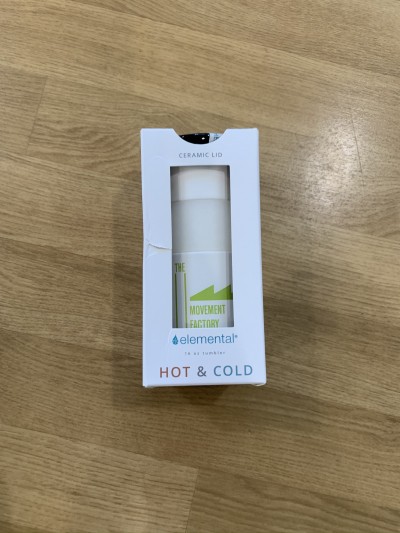 CERAMIC LID
THE
MOVEMENT
FACTORY
elemental®
16 oz tumbler
HOT & COLD